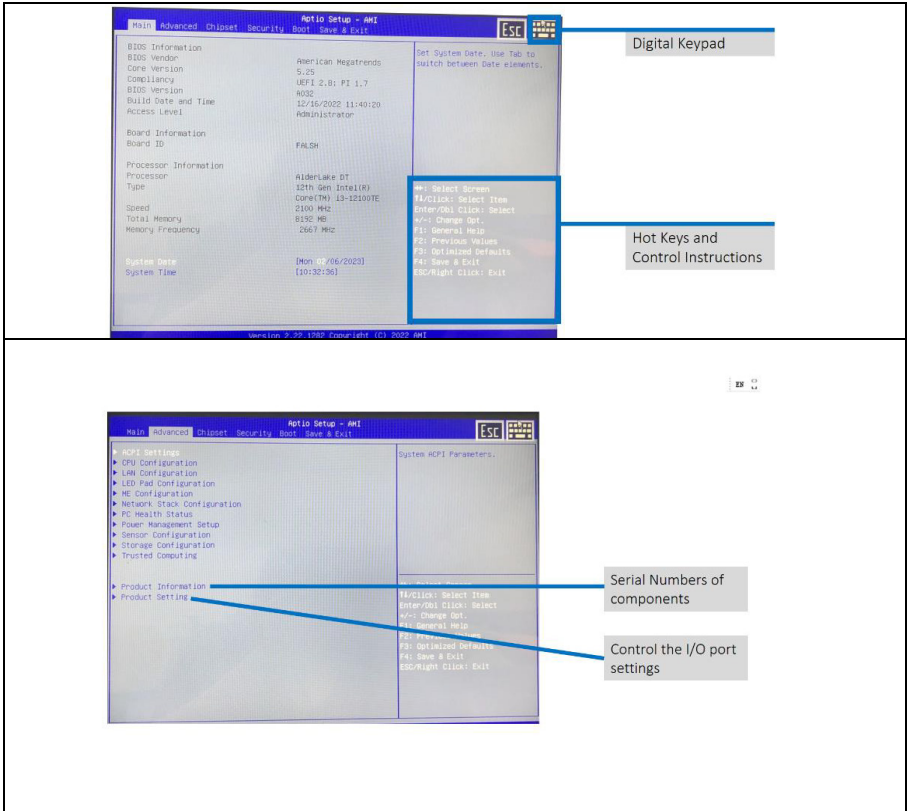 Aptio Setup - AMI
Main Advanced Chipset Security Boot Save & Exit
Esc
Digital Keypad
BIOS Information
BIOS Vendor American Megatrends
Core Version 5.25
Compliancy UEFI 2.8; PI 1.7
BIOS Version A032
Build Date and Time 12/16/2022 11:40:20
Access Level Administrator
Board Information
Board ID FALSH
Processor Information
Processor AlderLake DT
Type 12th Gen Intel(R)
Core(TM) i3-12100TE
Speed 2100 MHz
Total Memory 8192 MB
Memory Frequency 2667 MHz
System Date [Mon 02/06/2023]
System Time [10:32:36]
Set System Date. Use Tab to
switch between Date elements.
: Select Screen
↑↓/Click: Select Item
Enter/Dbl Click: Select
+/-: Change Opt.
F1: General Help
F2: Previous Values
F3: Optimized Defaults
F4: Save & Exit
ESC/Right Click: Exit
Hot Keys and
Control Instructions
Version 2.22.1282 Copyright (C) 2022 AMI
EN
Aptio Setup - AMI
Main Advanced Chipset Security Boot Save & Exit
Esc
ACPI Settings
CPU Configuration
LAN Configuration
LED Pad Configuration
ME Configuration
Network Stack Configuration
PC Health Status
Power Management Setup
Sensor Configuration
Storage Configuration
Trusted Computing
Product Information
Product Setting
System ACPI Parameters.
Select Screen
↑↓/Click: Select Item
Enter/Dbl Click: Select
+/-: Change Opt.
F1: General Help
F2: Previous Values
F3: Optimized Defaults
F4: Save & Exit
ESC/Right Click: Exit
Serial Numbers of
components
Control the I/O port
settings